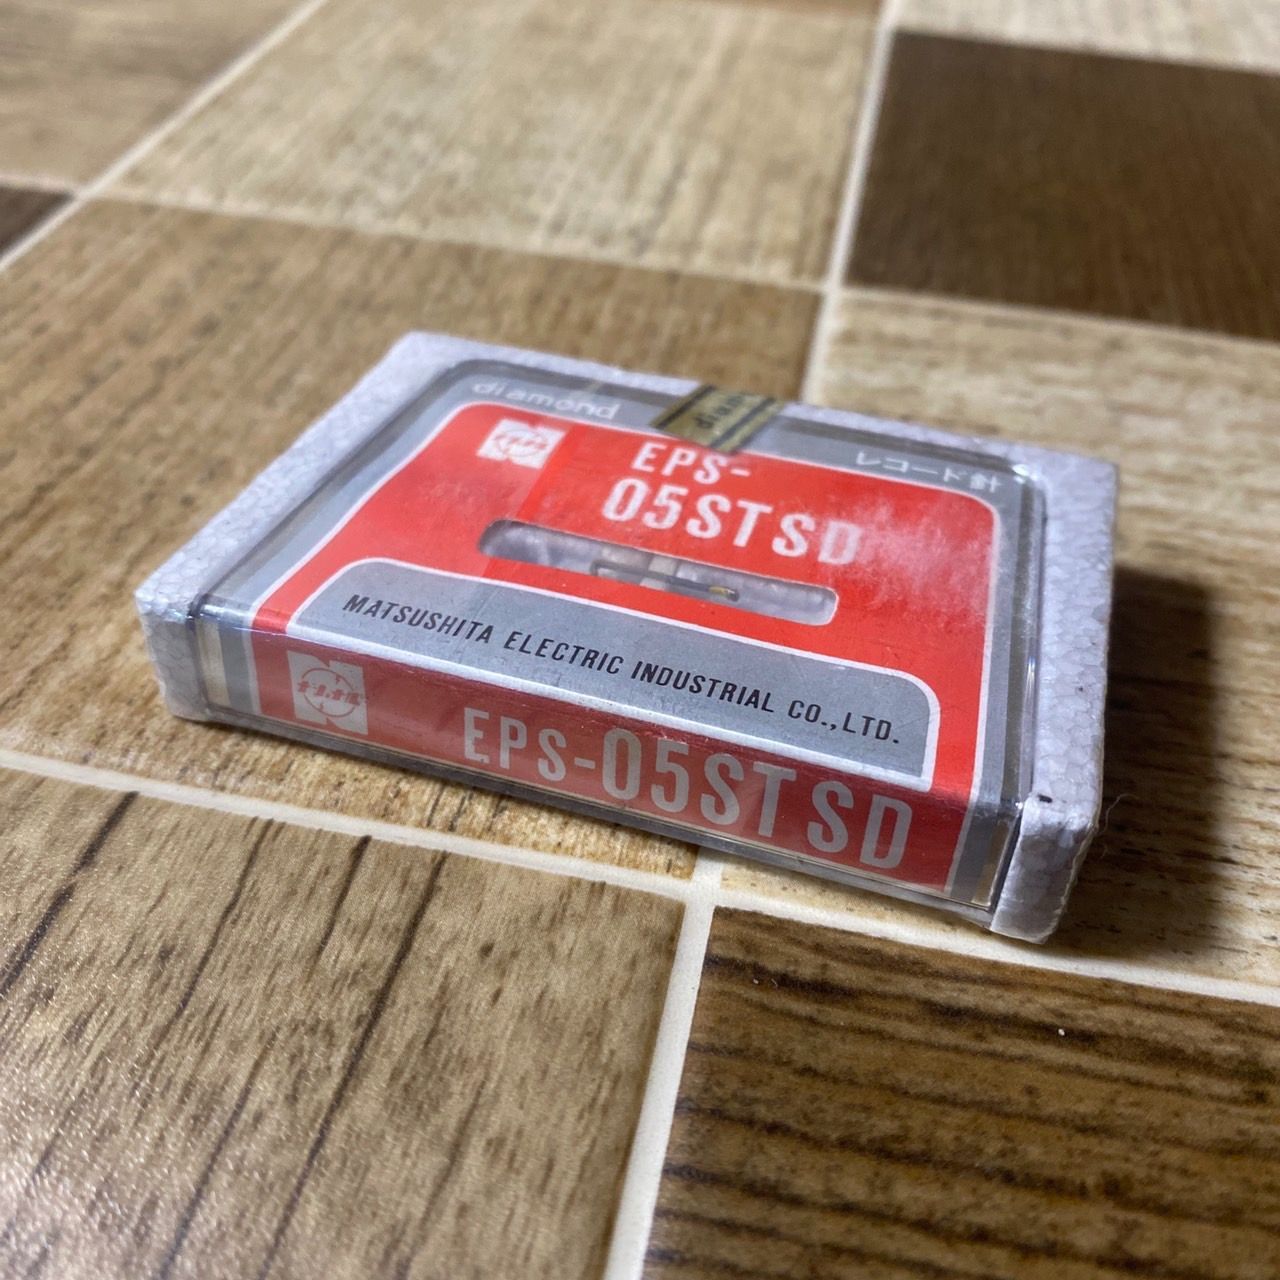 diamond
レコード針
EPS-
05STSD
MATSUSHITA ELECTRIC INDUSTRIAL CO.,LTD.
EPS-05STSD